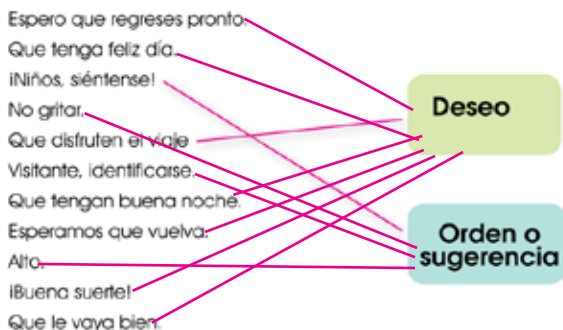 Espero que regreses pronto.
Que tenga feliz día.
¡Niños, siéntense!
No gritar.
Que disfruten el viaje
Visitante, identificarse.
Que tengan buena noche.
Esperamos que vuelva.
Alto.
¡Buena suerte!
Que le vaya bien.
Deseo
Orden o
sugerencia